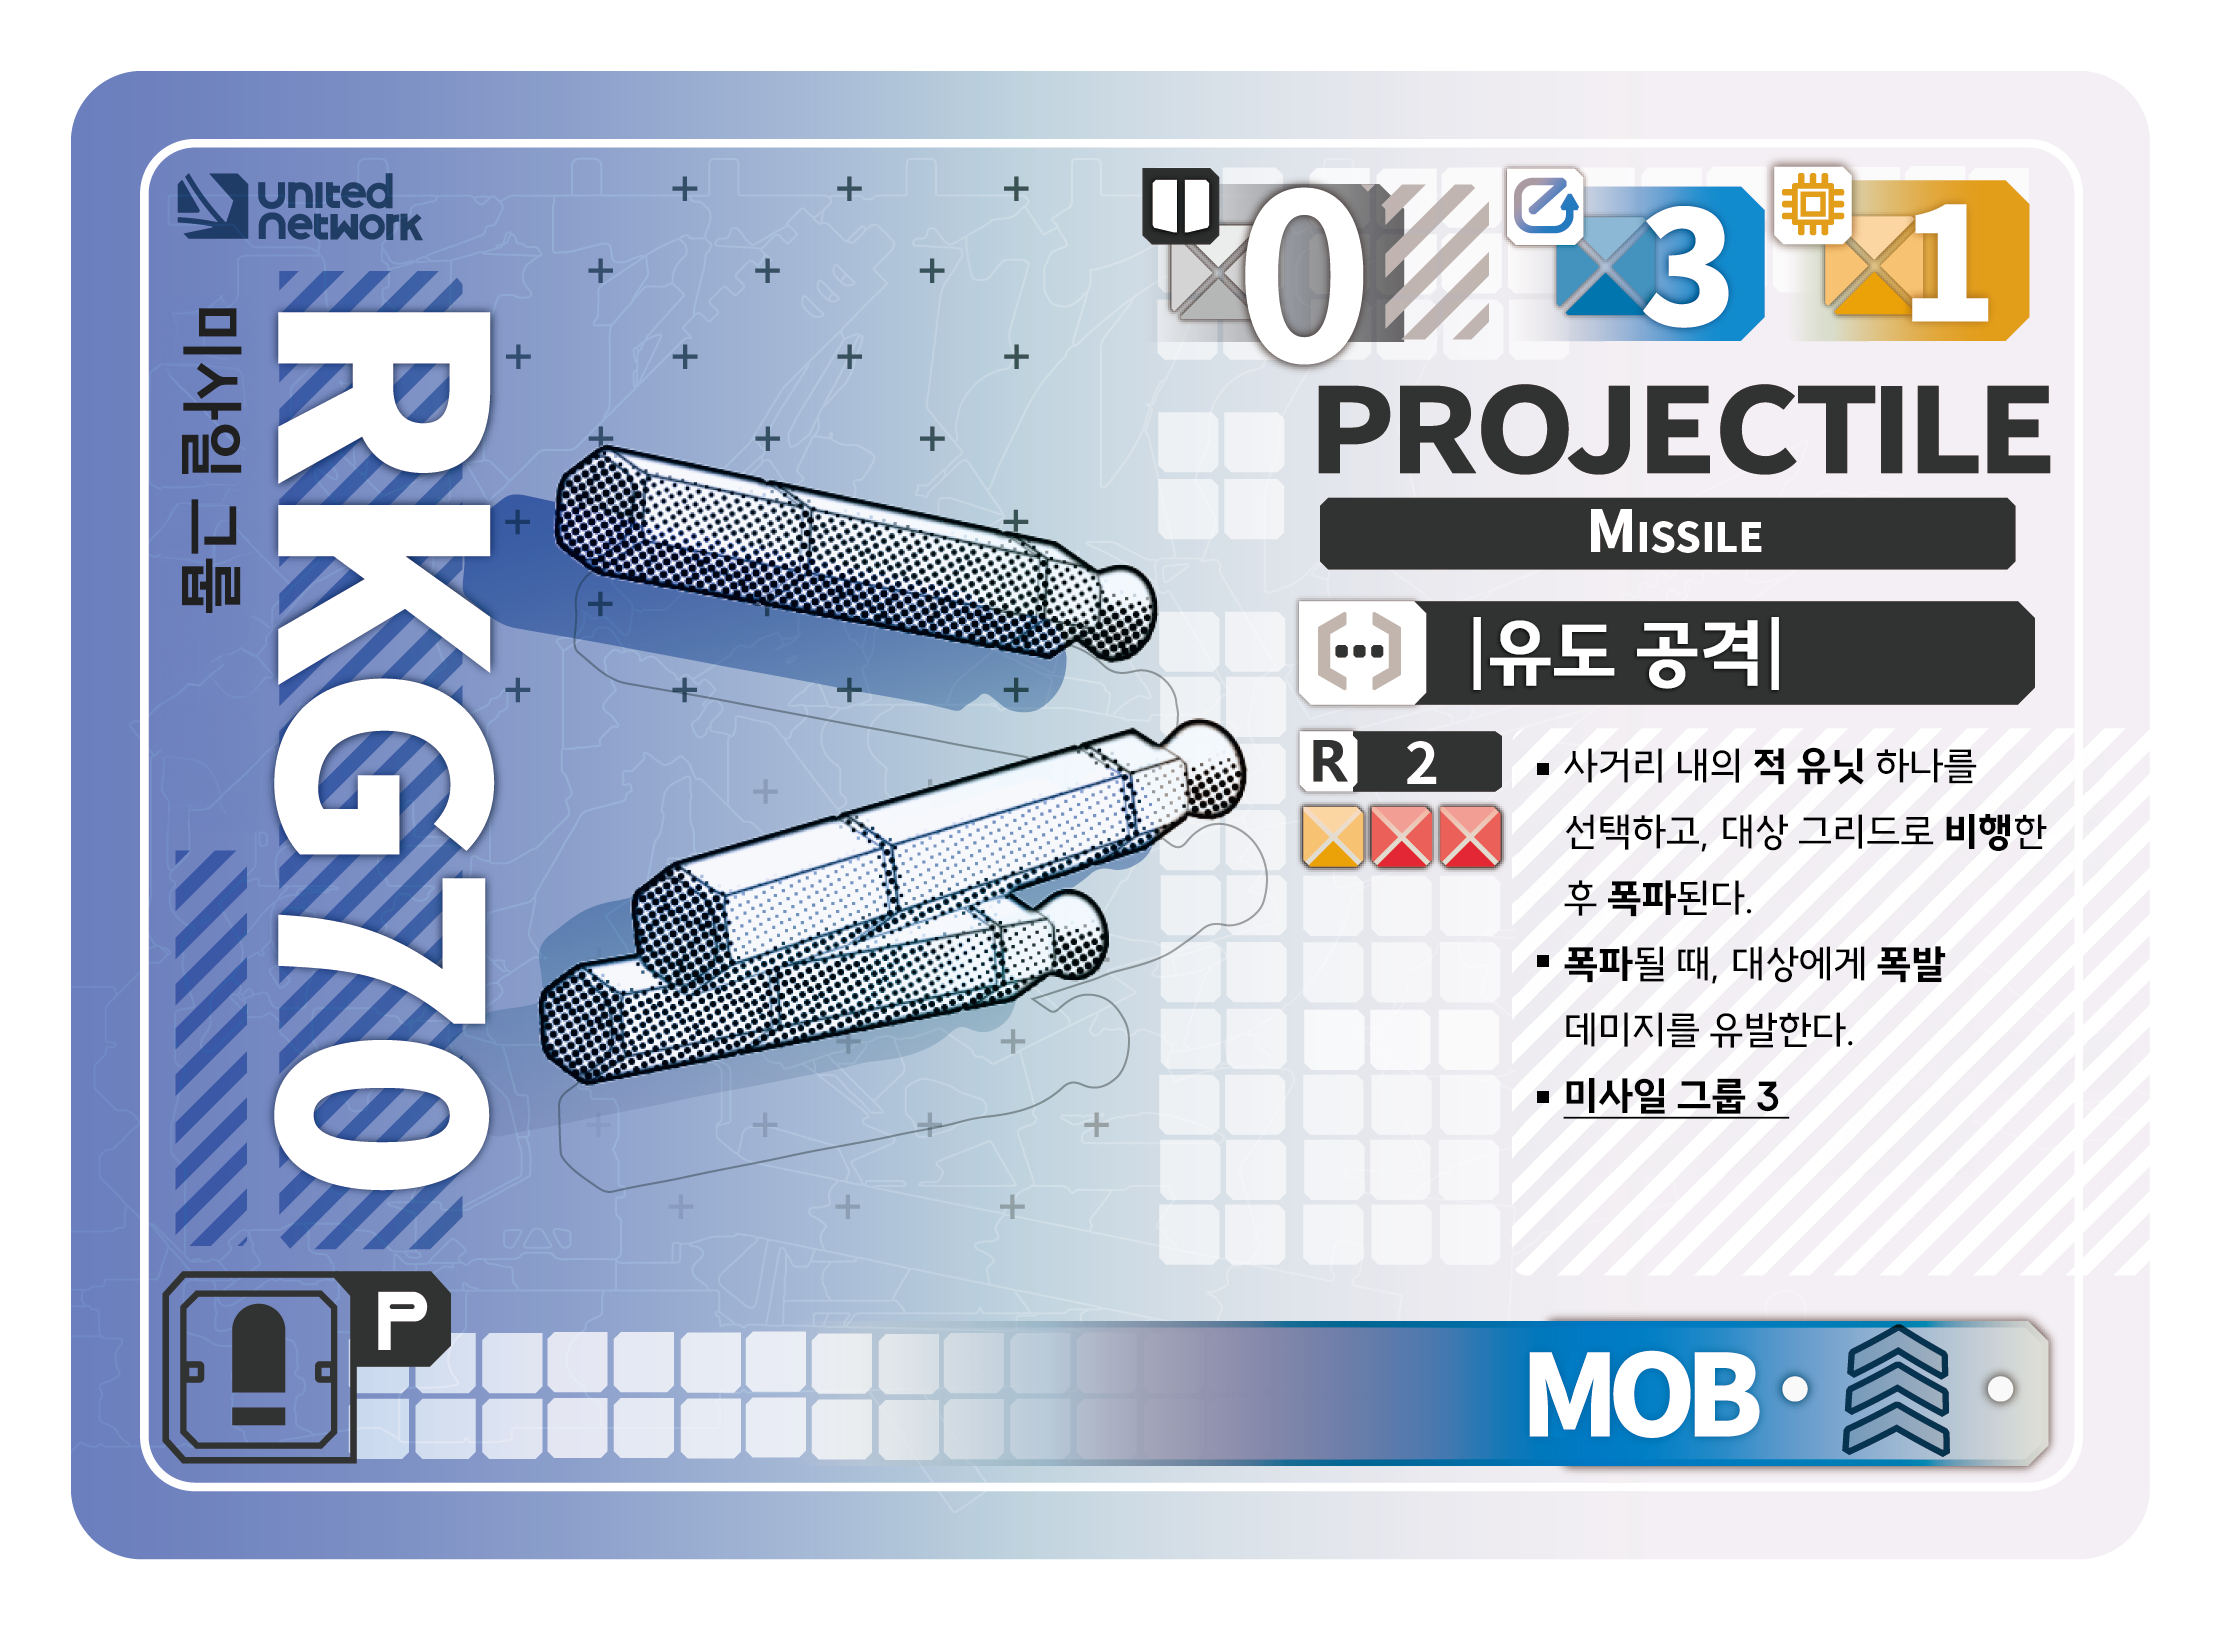 united
network
미사일 그룹
RKG70
P
0
3
1
PROJECTILE
MISSILE
|유도 공격|
R 2
▪ 사거리 내의 적 유닛 하나를
선택하고, 대상 그리드로 비행한
후 폭파된다.
▪ 폭파될 때, 대상에게 폭발
데미지를 유발한다.
▪ 미사일 그룹 3
MOB